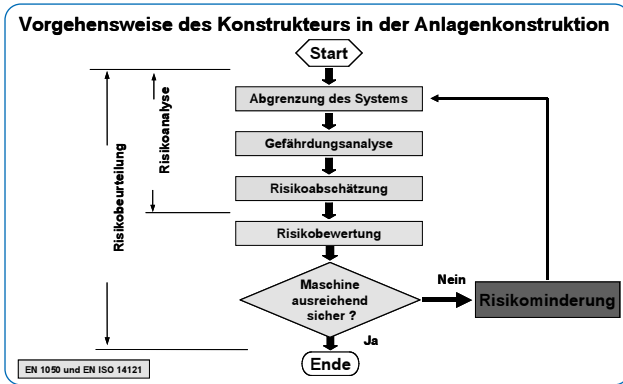 Vorgehensweise des Konstrukteurs in der Anlagenkonstruktion
Start
Abgrenzung des Systems
Gefährdungsanalyse
Risikoabschätzung
Risikobewertung
Risikoanalyse
Risikobeurteilung
Maschine
ausreichend
sicher ?
Nein
Risikominderung
Ja
Ende
EN 1050 und EN ISO 14121